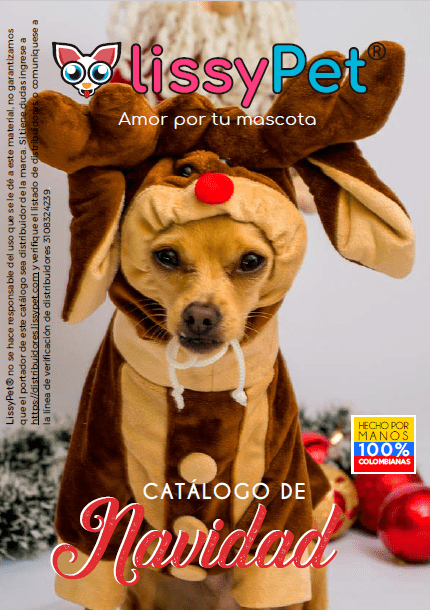 lissyPet®
Amor por tu mascota
LissyPet® no se hace responsable del uso que se le dé a este material, no garantizamos
que el portador de este catálogo sea distribuidor de la marca. Si tiene dudas ingrese a
https://distribuidores.lissypet.com y verifique el listado de distribuidores o comuníquese a
la línea de verificación de distribuidores 3108324239
HECHO POR
MANOS
100%
COLOMBIANAS
CATÁLOGO DE
Navidad